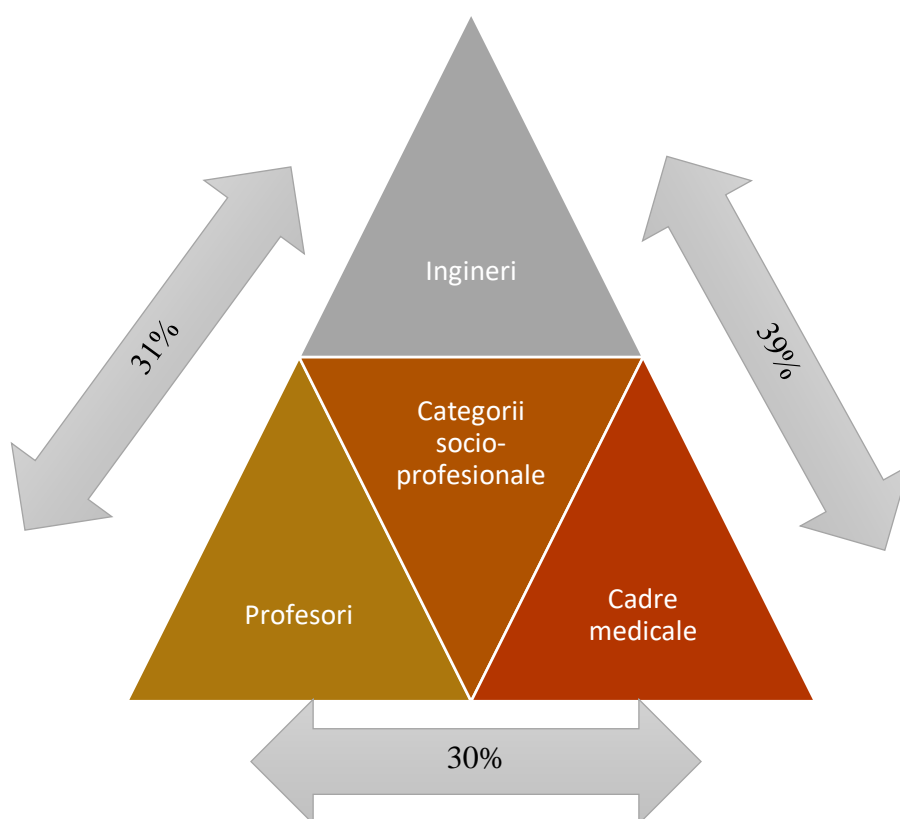 Ingineri
31%
39%
Categorii
socio-
profesionale
Profesori
Cadre
medicale
30%